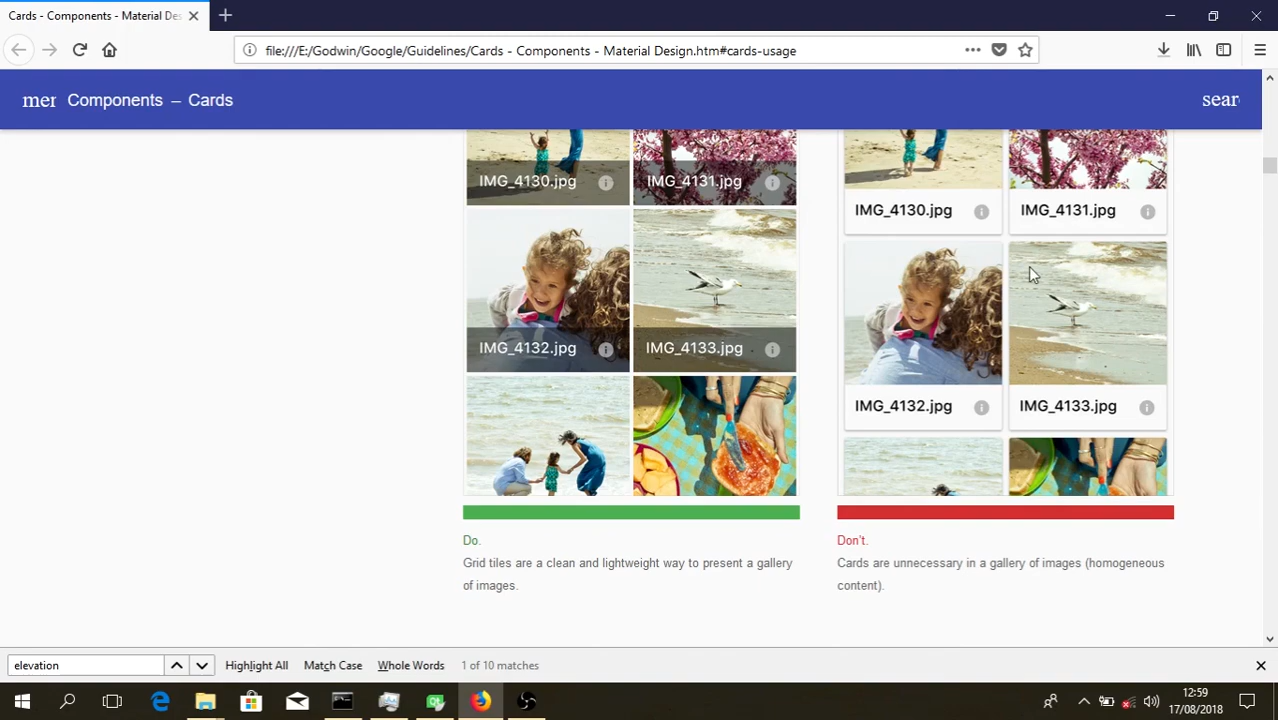 Cards - Components - Material Des
file:///E:/Godwin/Google/Guidelines/Cards - Components - Material Design.htm#cards-usage
mer Components – Cards
sear
IMG_4130.jpg
IMG_4131.jpg
IMG_4130.jpg
IMG_4131.jpg
IMG_4132.jpg
IMG_4133.jpg
IMG_4132.jpg
IMG_4133.jpg
Do.
Grid tiles are a clean and lightweight way to present a gallery
of images.
Don't.
Cards are unnecessary in a gallery of images (homogeneous
content).
elevation
Highlight All
Match Case
Whole Words
1 of 10 matches
12:59
17/08/2018